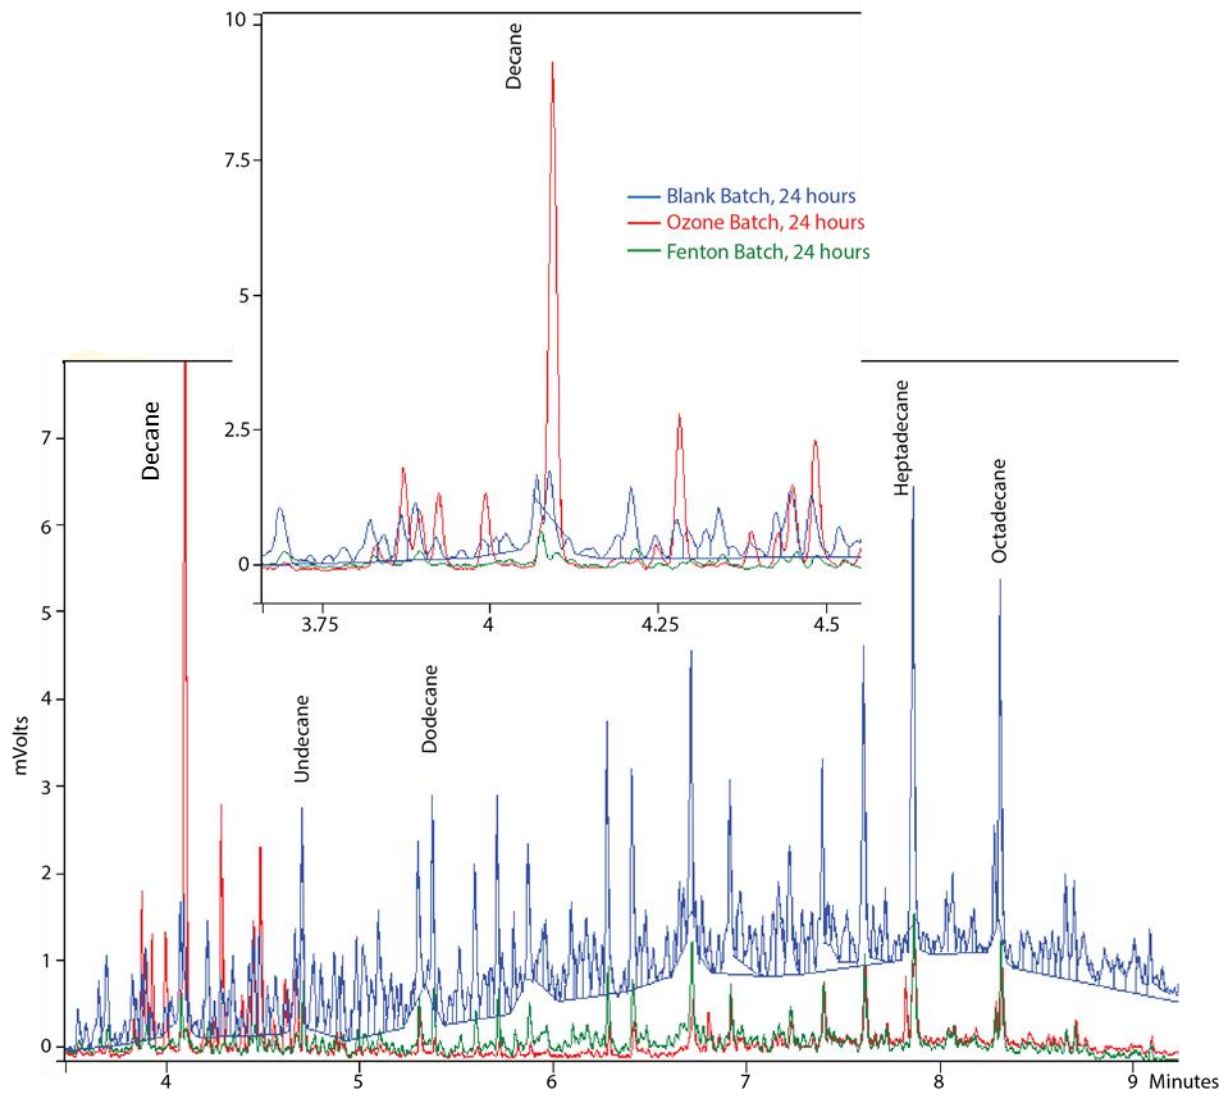 10
Decane
7.5
Blank Batch, 24 hours
Ozone Batch, 24 hours
Fenton Batch, 24 hours
5
2.5
0
3.75 4 4.25 4.5
Decane
Heptadecane
Octadecane
Undecane
Dodecane
mVolts
7
6
5
4
3
2
1
0
4 5 6 7 8 9 Minutes